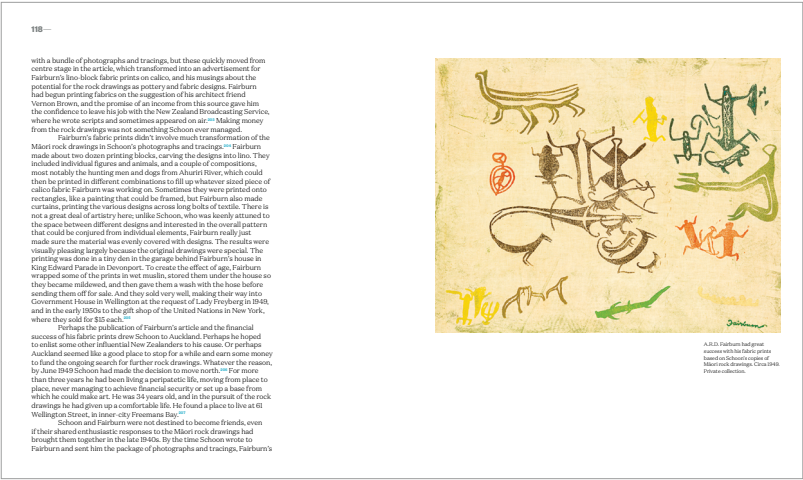 118—
with a bundle of photographs and tracings, but these quickly moved from
centre stage in the article, which transformed into an advertisement for
Fairburn's lino-block fabric prints on calico, and his musings about the
potential for the rock drawings as pottery and fabric designs. Fairburn
had begun printing fabrics on the suggestion of his architect friend
Vernon Brown, and the promise of an income from this source gave him
the confidence to leave his job with the New Zealand Broadcasting Service,
where he wrote scripts and sometimes appeared on air. Making money
from the rock drawings was not something Schoon ever managed.
Fairburn's fabric prints didn't involve much transformation of the
Māori rock drawings in Schoon's photographs and tracings. Fairburn
made about two dozen printing blocks, carving the designs into lino. They
included individual figures and animals, and a couple of compositions,
most notably the hunting men and dogs from Ahuriri River, which could
then be printed in different combinations to fill up whatever sized piece of
calico fabric Fairburn was working on. Sometimes they were printed onto
rectangles, like a painting that could be framed, but Fairburn also made
curtains, printing the various designs across long bolts of textile. There is
not a great deal of artistry here; unlike Schoon, who was keenly attuned to
the space between different designs and interested in the overall pattern
that could be conjured from individual elements, Fairburn really just
made sure the material was evenly covered with designs. The results were
visually pleasing largely because the original drawings were special. The
printing was done in a tiny den in the garden behind Fairburn's house in
King Edward Parade in Devonport. To create the effect of age, Fairburn
wrapped some of the prints in wet muslin, stored them under the house so
they became mildewed, and then gave them a wash with the hose before
sending them off for sale. And they sold very well, making their way into
Government House in Wellington at the request of Lady Freyberg in 1949,
and in the early 1950s to the gift shop of the United Nations in New York,
where they sold for $15 each.
Perhaps the publication of Fairburn's article and the financial
success of his fabric prints drew Schoon to Auckland. Perhaps he hoped
to enlist some other influential New Zealanders to his cause. Or perhaps
Auckland seemed like a good place to stop for a while and earn some money
to fund the ongoing search for further rock drawings. Whatever the reason,
by June 1949 Schoon had made the decision to move north. For more
than three years he had been living a peripatetic life, moving from place to
place, never managing to achieve financial security or set up a base from
which he could make art. He was 34 years old, and in the pursuit of the rock
drawings he had given up a comfortable life. He found a place to live at 61
Wellington Street, in inner-city Freemans Bay.
Schoon and Fairburn were not destined to become friends, even
if their shared enthusiastic responses to the Māori rock drawings had
brought them together in the late 1940s. By the time Schoon wrote to
Fairburn and sent him the package of photographs and tracings, Fairburn's
Fairburn
A.R.D. Fairburn had great
success with his fabric prints
based on Schoon's copies of
Māori rock drawings. Circa 1949.
Private collection.